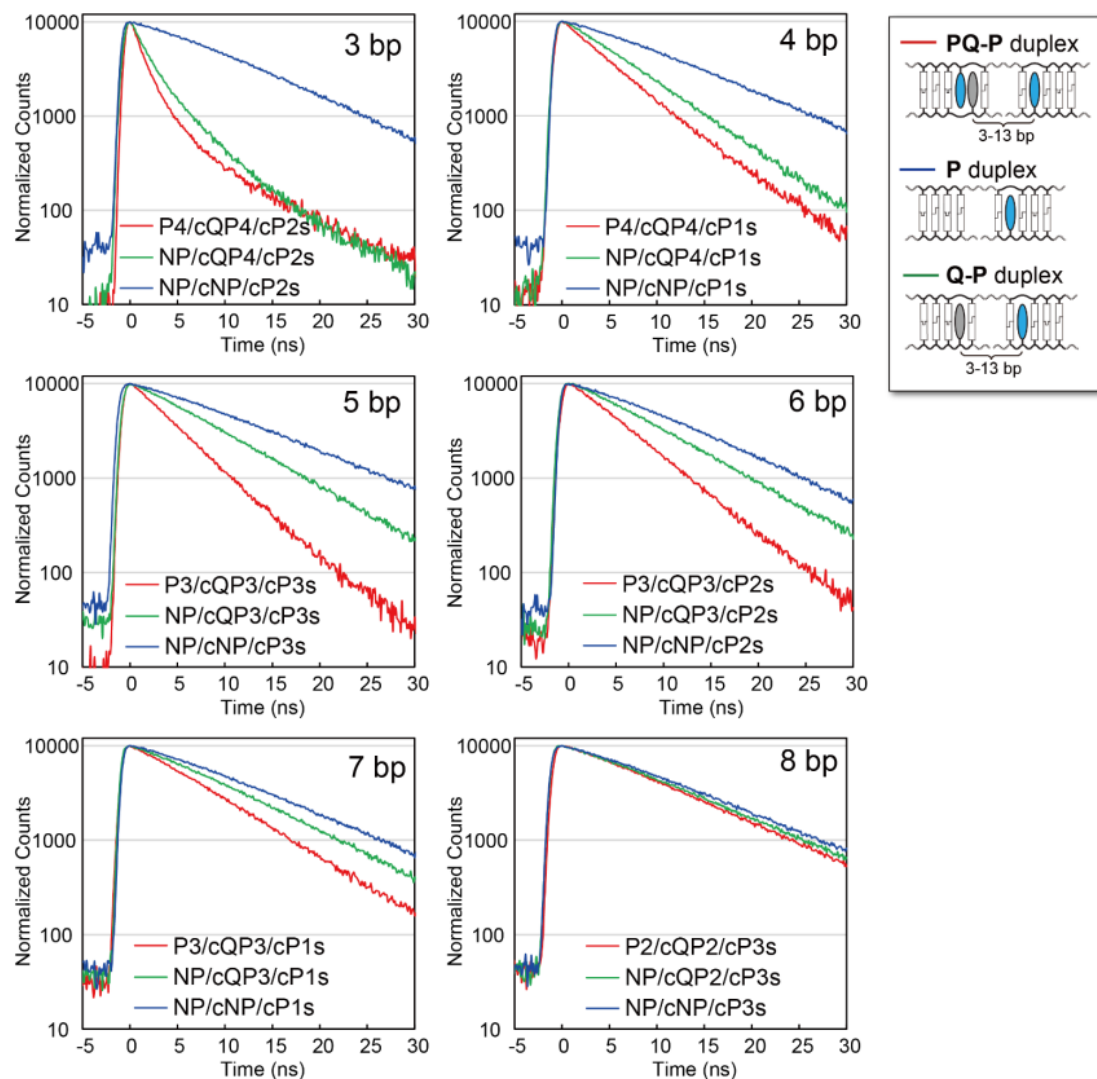 3 bp
Normalized Counts
10000
1000
100
10
P4/cQP4/cP2s
NP/cQP4/cP2s
NP/cNP/cP2s
-5 0 5 10 15 20 25 30
Time (ns)
4 bp
Normalized Counts
10000
1000
100
10
P4/cQP4/cP1s
NP/cQP4/cP1s
NP/cNP/cP1s
-5 0 5 10 15 20 25 30
Time (ns)
PQ-P duplex
3-13 bp
P duplex
Q-P duplex
3-13 bp
5 bp
Normalized Counts
10000
1000
100
10
P3/cQP3/cP3s
NP/cQP3/cP3s
NP/cNP/cP3s
-5 0 5 10 15 20 25 30
Time (ns)
6 bp
Normalized Counts
10000
1000
100
10
P3/cQP3/cP2s
NP/cQP3/cP2s
NP/cNP/cP2s
-5 0 5 10 15 20 25 30
Time (ns)
7 bp
Normalized Counts
10000
1000
100
10
P3/cQP3/cP1s
NP/cQP3/cP1s
NP/cNP/cP1s
-5 0 5 10 15 20 25 30
Time (ns)
8 bp
Normalized Counts
10000
1000
100
10
P2/cQP2/cP3s
NP/cQP2/cP3s
NP/cNP/cP3s
-5 0 5 10 15 20 25 30
Time (ns)